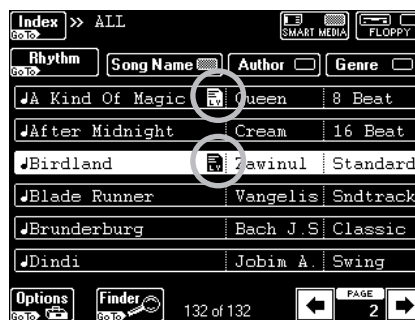 Index >> ALL SMART MEDIA FLOPPY
Go To
Rhythm Song Name Author Genre
Go To
♩A Kind Of Magic LY Queen 8 Beat
♩After Midnight Cream 16 Beat
♩Birdland LY Zawinul Standard
♩Blade Runner Vangelis Sndtrack
♩Brunderburg Bach J.S Classic
♩Dindi Jobim A. Swing
Options Finder 132 of 132 PAGE 2
Go To Go To